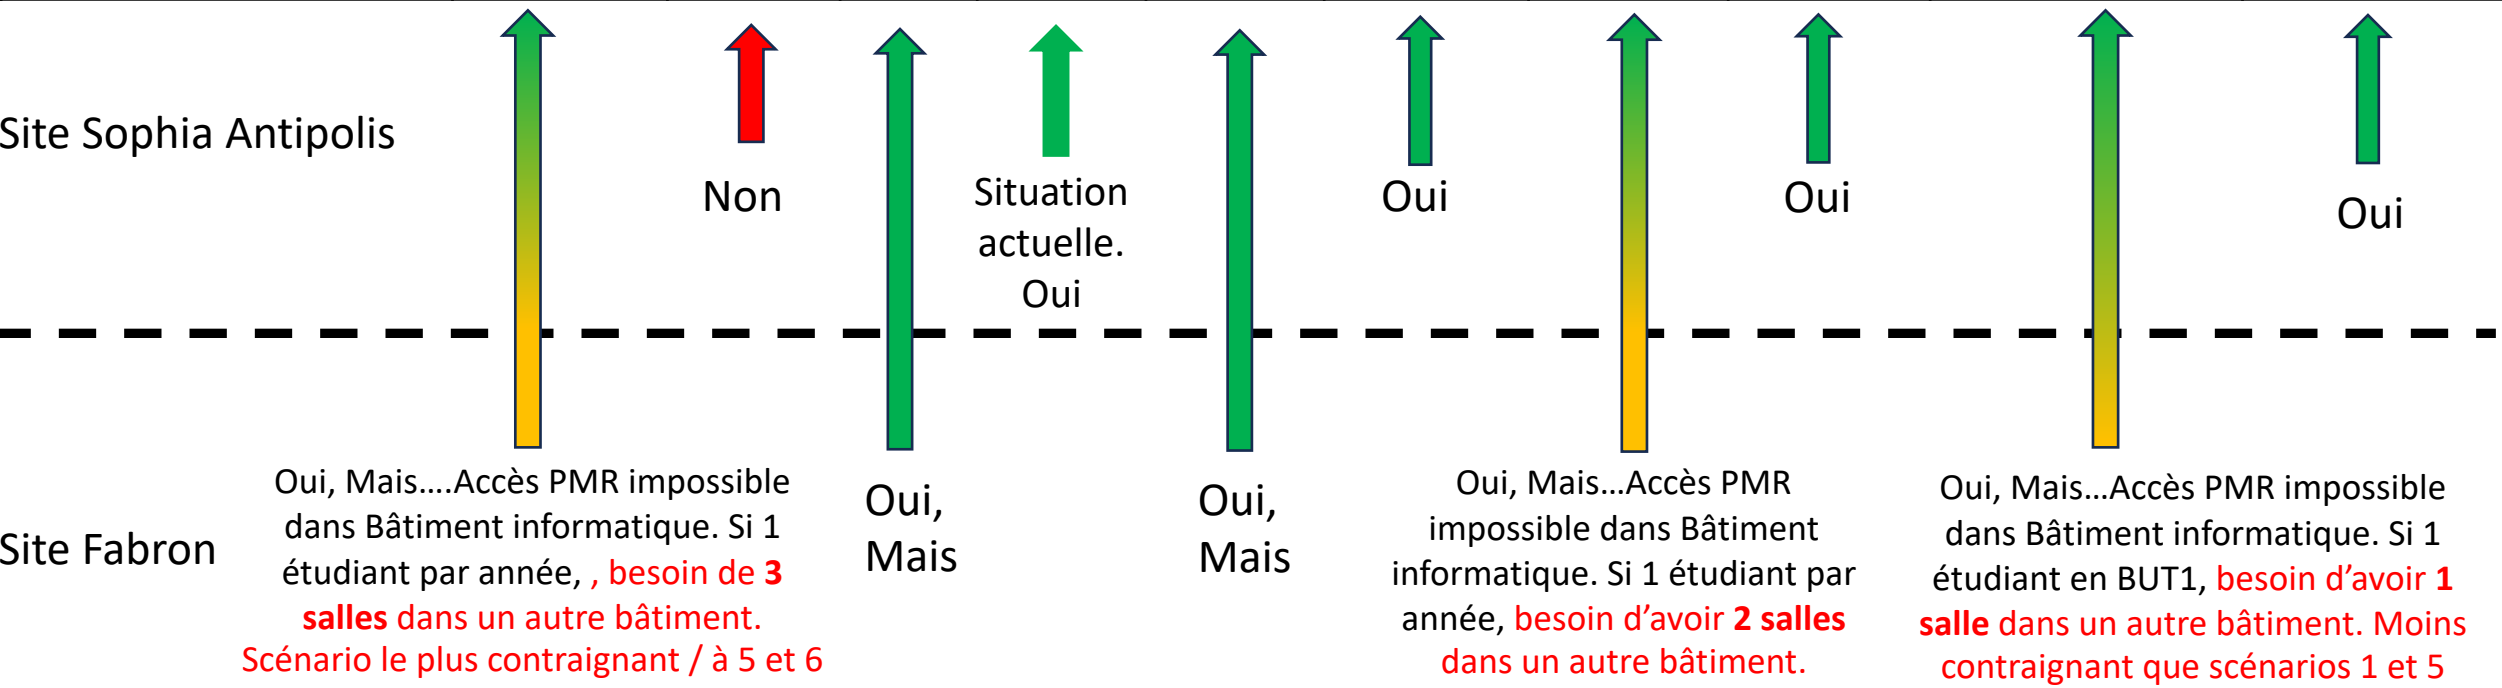 Site Sophia Antipolis
Non
Situation
actuelle.
Oui
Oui
Oui
Oui
Site Fabron
Oui, Mais....Accès PMR impossible
dans Bâtiment informatique. Si 1
étudiant par année, , besoin de 3
salles dans un autre bâtiment.
Scénario le plus contraignant / à 5 et 6
Oui,
Mais
Oui,
Mais
Oui, Mais...Accès PMR
impossible dans Bâtiment
informatique. Si 1 étudiant par
année, besoin d’avoir 2 salles
dans un autre bâtiment.
Oui, Mais...Accès PMR impossible
dans Bâtiment informatique. Si 1
étudiant en BUT1, besoin d’avoir 1
salle dans un autre bâtiment. Moins
contraignant que scénarios 1 et 5